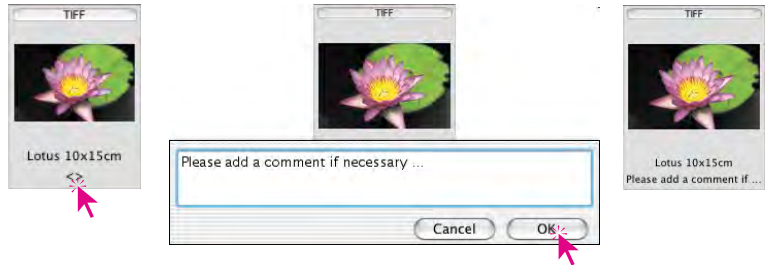 TIFF
Lotus 10x15cm
<>
TIFF
Please add a comment if necessary ...
Cancel
OK
TIFF
Lotus 10x15cm
Please add a comment if ...